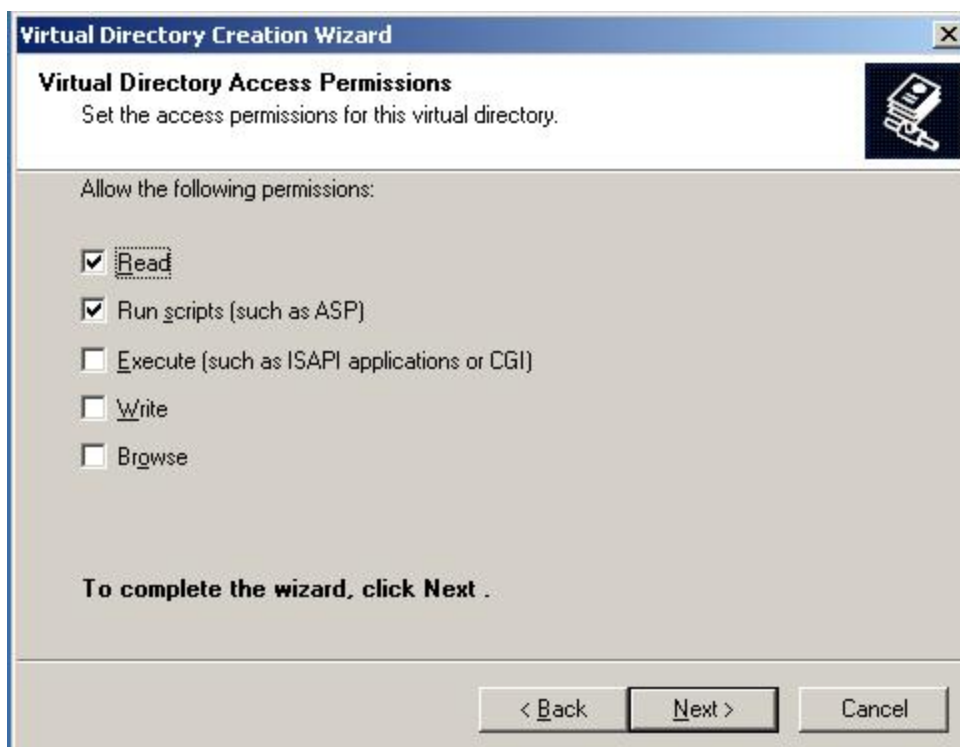 Virtual Directory Creation Wizard
Virtual Directory Access Permissions
Set the access permissions for this virtual directory.
Allow the following permissions:
Read
Run scripts (such as ASP)
Execute (such as ISAPI applications or CGI)
Write
Browse
To complete the wizard, click Next .
< Back Next > Cancel